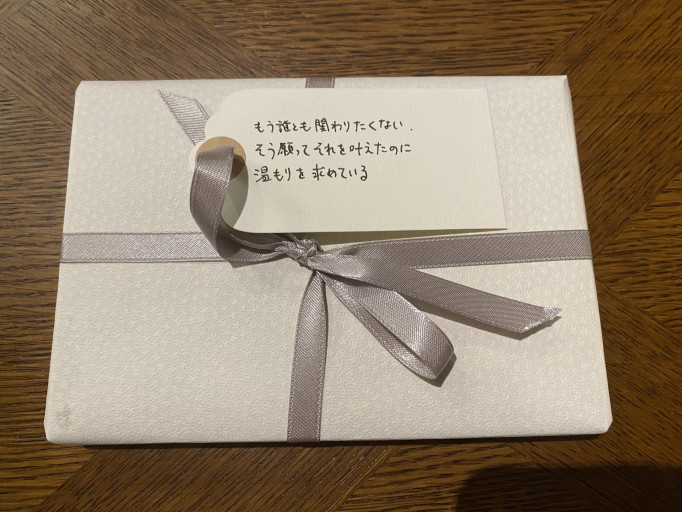 もう誰とも関わりたくない.
そう願ってそれを叶えたのに
温もりを求めている